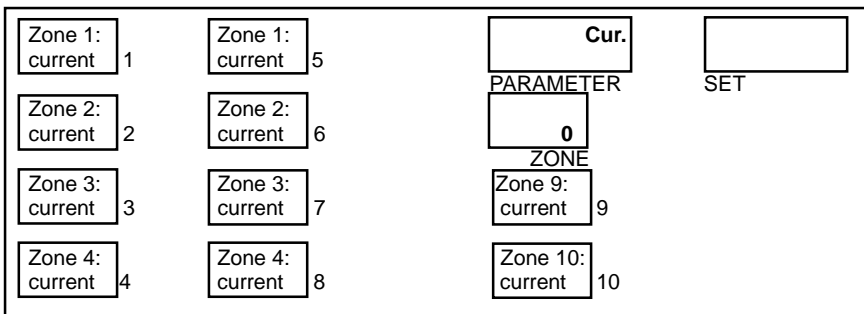 Zone 1:
current 1
Zone 1:
current 5
Cur.
PARAMETER
SET
Zone 2:
current 2
Zone 2:
current 6
0
ZONE
Zone 3:
current 3
Zone 3:
current 7
Zone 9:
current 9
Zone 4:
current 4
Zone 4:
current 8
Zone 10:
current 10